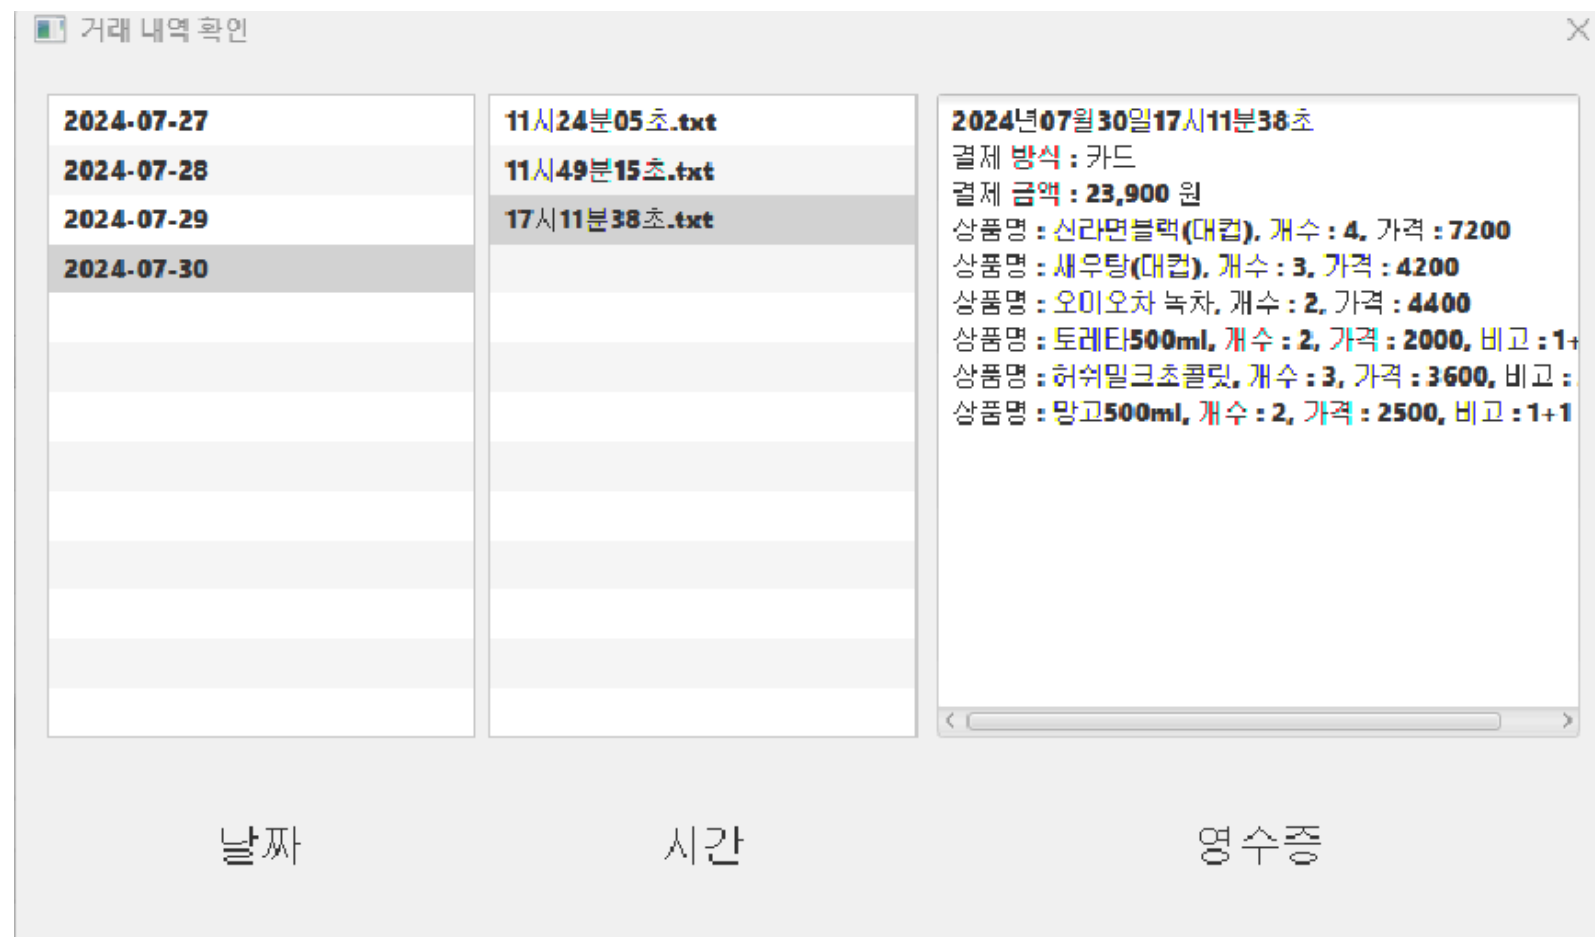 거래 내역 확인
2024-07-27
2024-07-28
2024-07-29
2024-07-30
11시24분05초.txt
11시49분15초.txt
17시11분38초.txt
2024년07월30일17시11분38초
결제 방식 : 카드
결제 금액 : 23,900 원
상품명 : 신라면블랙(대컵), 개수 : 4, 가격 : 7200
상품명 : 새우탕(대컵), 개수 : 3, 가격 : 4200
상품명 : 오미오차 녹차, 개수 : 2, 가격 : 4400
상품명 : 토레타500ml, 개수 : 2, 가격 : 2000, 비고 : 1+
상품명 : 허쉬밀크초콜릿, 개수 : 3, 가격 : 3600, 비고 :
상품명 : 망고500ml, 개수 : 2, 가격 : 2500, 비고 : 1+1
날짜
시간
영수증